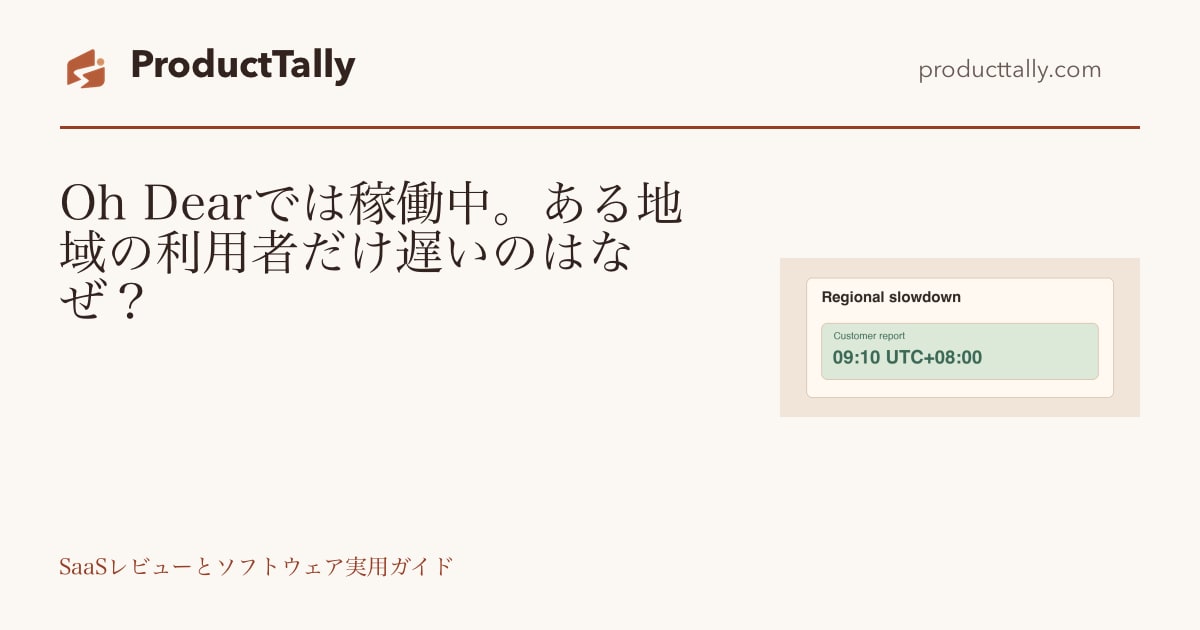 ProductTally
producttally.com
Oh Dearでは稼働中。ある地
域の利用者だけ遅いのはな
ぜ？
Regional slowdown
Customer report
09:10 UTC+08:00
SaaSレビューとソフトウェア実用ガイド